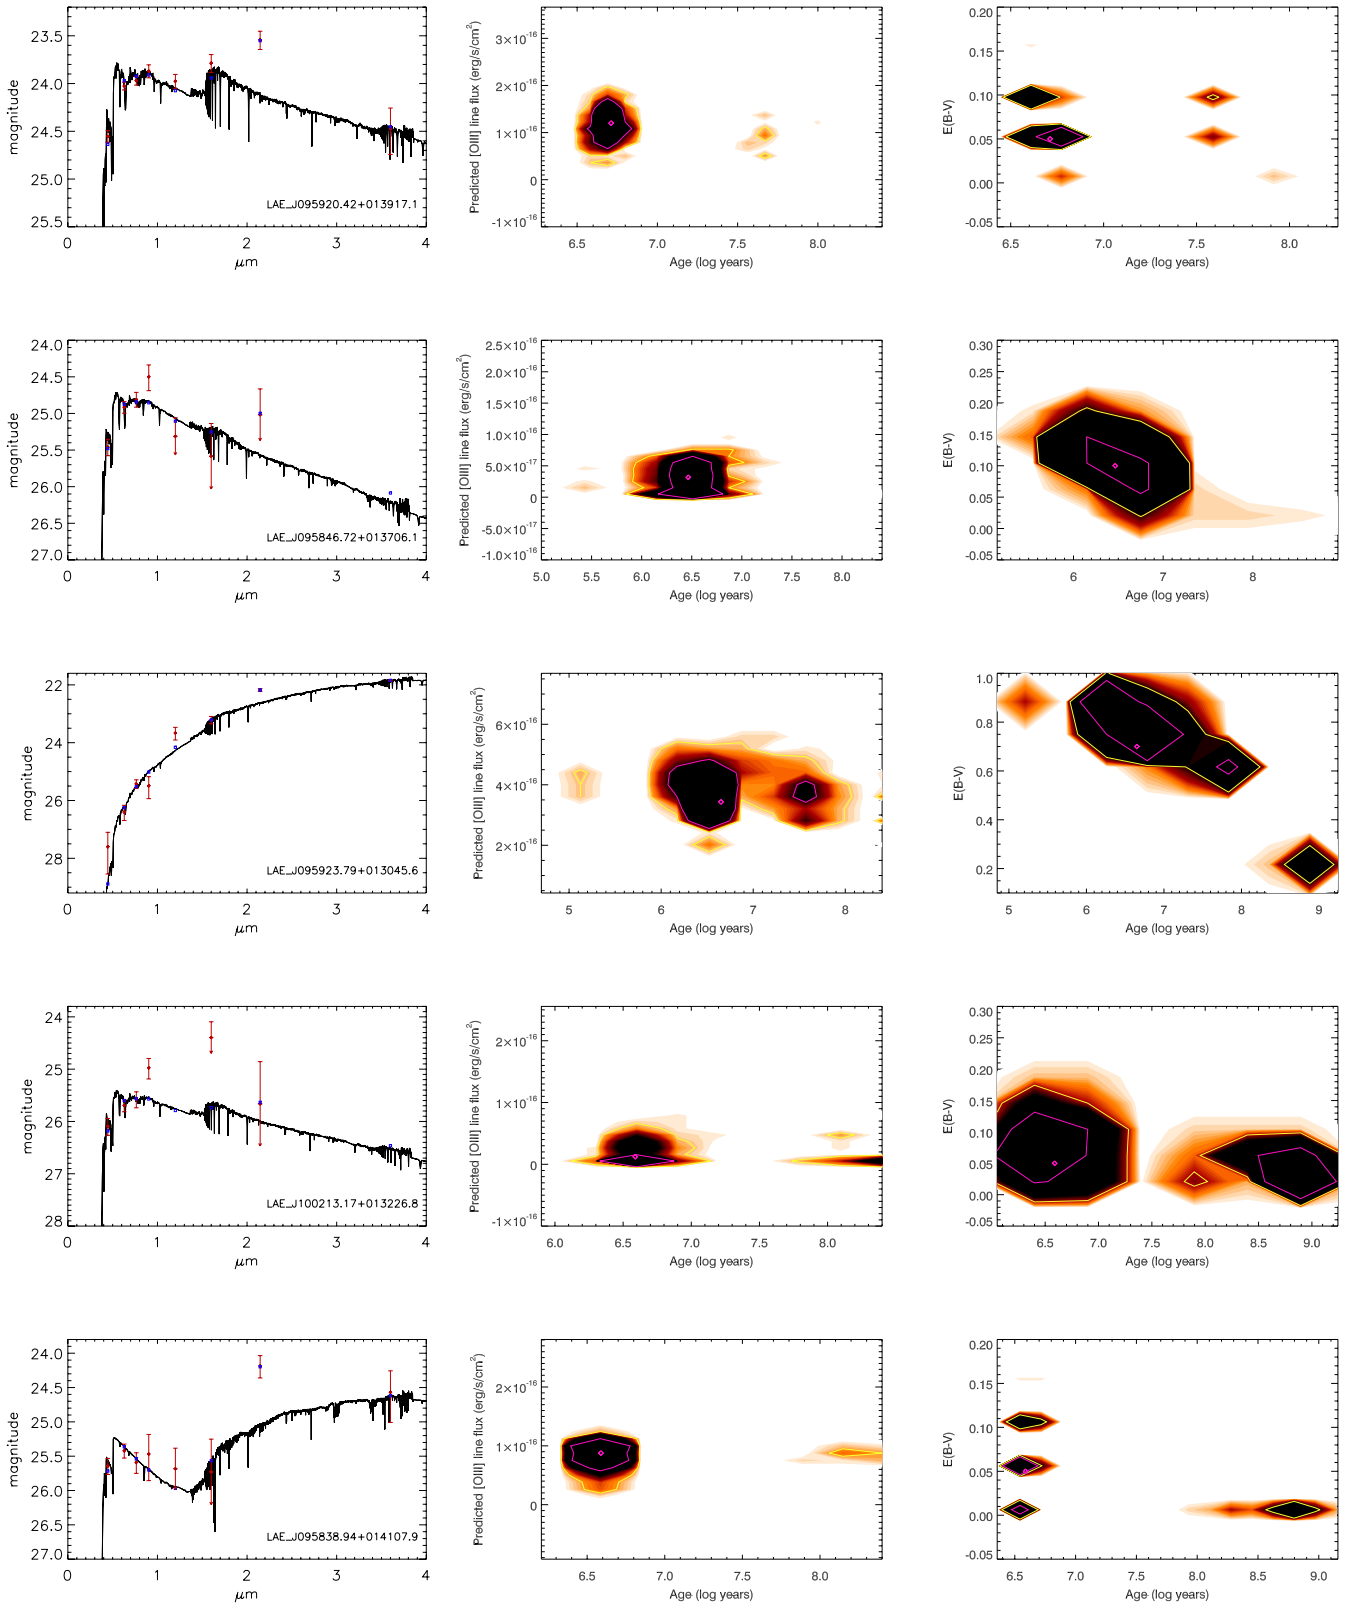 23.5
24.0
24.5
25.0
25.5
magnitude
0 1 2 3 4
μm
LAE_J095920.42+013917.1
3×10⁻¹⁶
2×10⁻¹⁶
1×10⁻¹⁶
0
-1×10⁻¹⁶
Predicted [OIII] line flux (erg/s/cm²)
6.5 7.0 7.5 8.0
Age (log years)
0.20
0.15
0.10
0.05
0.00
-0.05
E(B-V)
6.5 7.0 7.5 8.0
Age (log years)
24.0
24.5
25.0
25.5
26.0
26.5
27.0
magnitude
0 1 2 3 4
μm
LAE_J095846.72+013706.1
2.5×10⁻¹⁶
2.0×10⁻¹⁶
1.5×10⁻¹⁶
1.0×10⁻¹⁶
5.0×10⁻¹⁷
0
-5.0×10⁻¹⁷
-1.0×10⁻¹⁶
Predicted [OIII] line flux (erg/s/cm²)
5.0 5.5 6.0 6.5 7.0 7.5 8.0
Age (log years)
0.30
0.20
0.15
0.10
0.05
0.00
-0.05
E(B-V)
6 7 8
Age (log years)
22
24
26
28
magnitude
0 1 2 3 4
μm
LAE_J095923.79+013045.6
6×10⁻¹⁶
4×10⁻¹⁶
2×10⁻¹⁶
Predicted [OIII] line flux (erg/s/cm²)
5 6 7 8
Age (log years)
1.0
0.8
0.6
0.4
0.2
E(B-V)
5 6 7 8 9
Age (log years)
24
25
26
27
28
magnitude
0 1 2 3 4
μm
LAE_J100213.17+013226.8
2×10⁻¹⁶
1×10⁻¹⁶
0
-1×10⁻¹⁶
Predicted [OIII] line flux (erg/s/cm²)
6.0 6.5 7.0 7.5 8.0
Age (log years)
0.30
0.20
0.15
0.10
0.05
0.00
-0.05
E(B-V)
6.5 7.0 7.5 8.0 8.5 9.0
Age (log years)
24.0
24.5
25.0
25.5
26.0
26.5
27.0
magnitude
0 1 2 3 4
μm
LAE_J095838.94+014107.9
2×10⁻¹⁶
1×10⁻¹⁶
0
Predicted [OIII] line flux (erg/s/cm²)
6.5 7.0 7.5 8.0
Age (log years)
0.20
0.15
0.10
0.05
0.00
-0.05
E(B-V)
6.5 7.0 7.5 8.0 8.5 9.0
Age (log years)